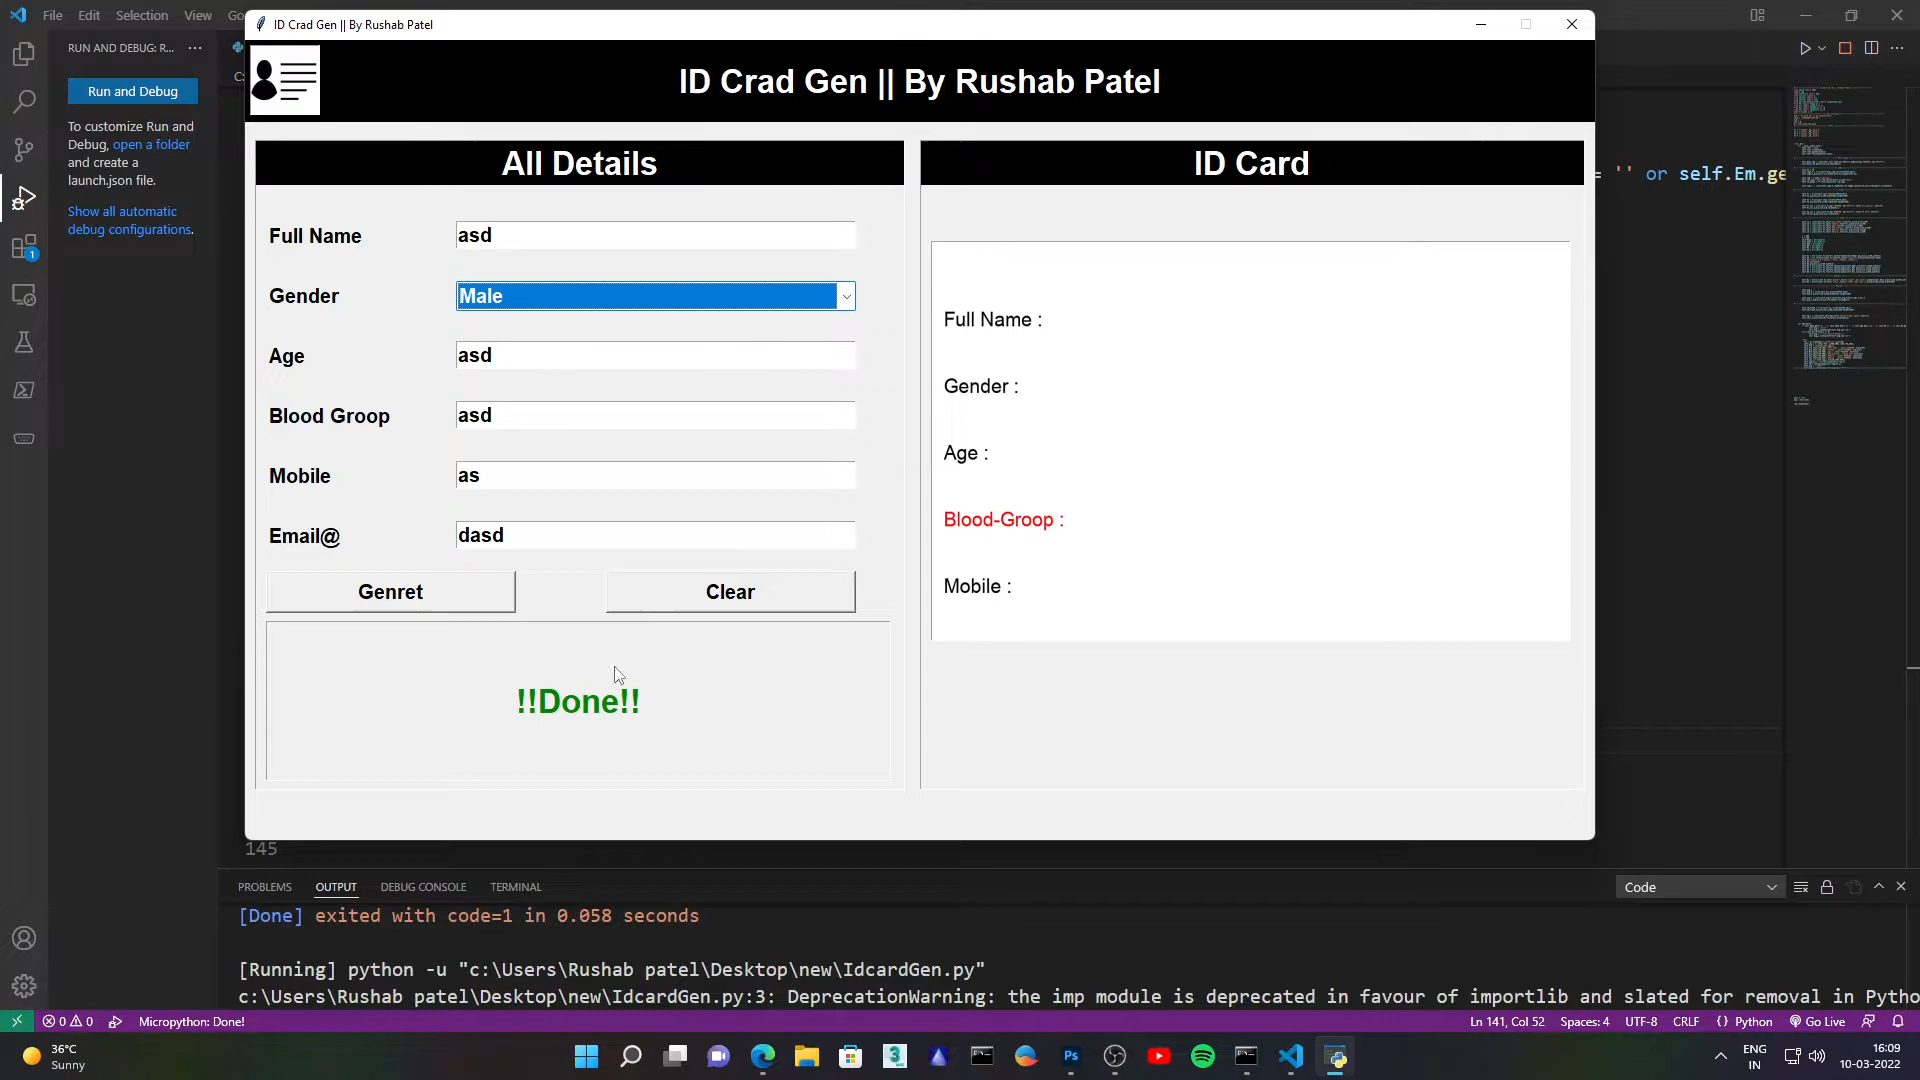 File Edit Selection View Go
ID Crad Gen || By Rushab Patel
RUN AND DEBUG: R... ...
Run and Debug
To customize Run and
Debug, open a folder
and create a
launch.json file.
Show all automatic
debug configurations.
1
ID Crad Gen || By Rushab Patel
All Details
Full Name asd
Gender Male
Age asd
Blood Groop asd
Mobile as
Email@ dasd
Genret Clear
!!Done!!
ID Card
Full Name :
Gender :
Age :
Blood-Groop :
Mobile :
= '' or self.Em.ge
145
PROBLEMS OUTPUT DEBUG CONSOLE TERMINAL
Code
[Done] exited with code=1 in 0.058 seconds
[Running] python -u "c:\Users\Rushab patel\Desktop\new\IdcardGen.py"
c:\Users\Rushab patel\Desktop\new\IdcardGen.py:3: DeprecationWarning: the imp module is deprecated in favour of importlib and slated for removal in Pytho
0 0 Micropython: Done!
Ln 141, Col 52 Spaces: 4 UTF-8 CRLF {} Python Go Live
36°C
Sunny
Ps
ENG
IN
16:09
10-03-2022